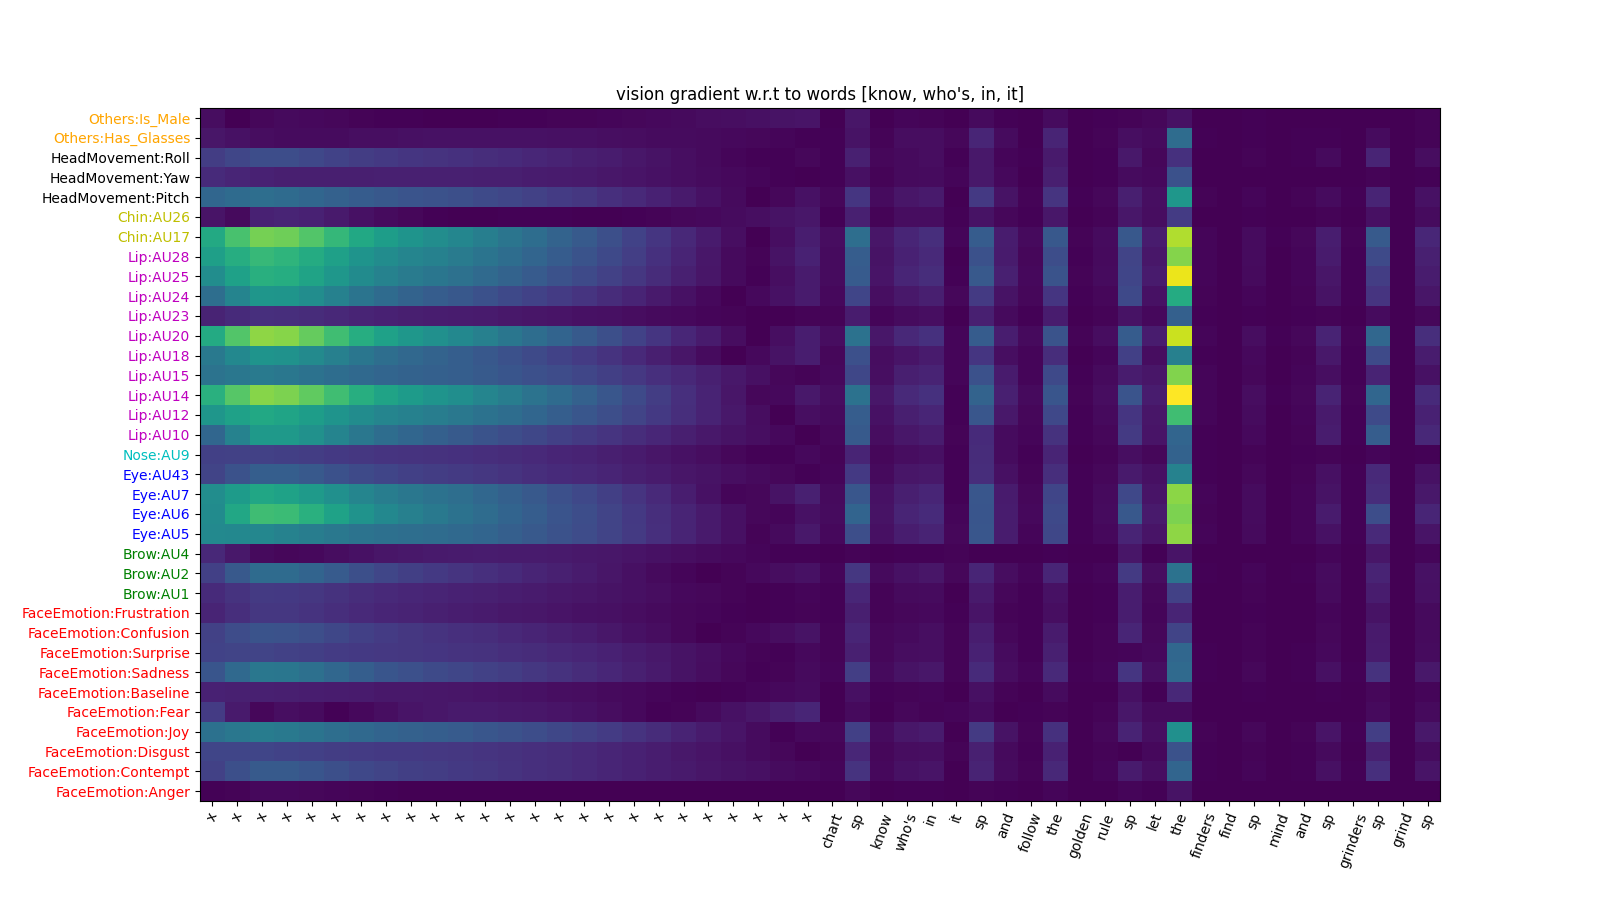 vision gradient w.r.t to words [know, who's, in, it]
Others:Is_Male
Others:Has_Glasses
HeadMovement:Roll
HeadMovement:Yaw
HeadMovement:Pitch
Chin:AU26
Chin:AU17
Lip:AU28
Lip:AU25
Lip:AU24
Lip:AU23
Lip:AU20
Lip:AU18
Lip:AU15
Lip:AU14
Lip:AU12
Lip:AU10
Nose:AU9
Eye:AU43
Eye:AU7
Eye:AU6
Eye:AU5
Brow:AU4
Brow:AU2
Brow:AU1
FaceEmotion:Frustration
FaceEmotion:Confusion
FaceEmotion:Surprise
FaceEmotion:Sadness
FaceEmotion:Baseline
FaceEmotion:Fear
FaceEmotion:Joy
FaceEmotion:Disgust
FaceEmotion:Contempt
FaceEmotion:Anger
x x x x x x x x x x x x x x x x x x x x x x x x x chart sp know who's in it sp and follow the golden rule sp let the finders find sp mind and sp grinders sp grind sp